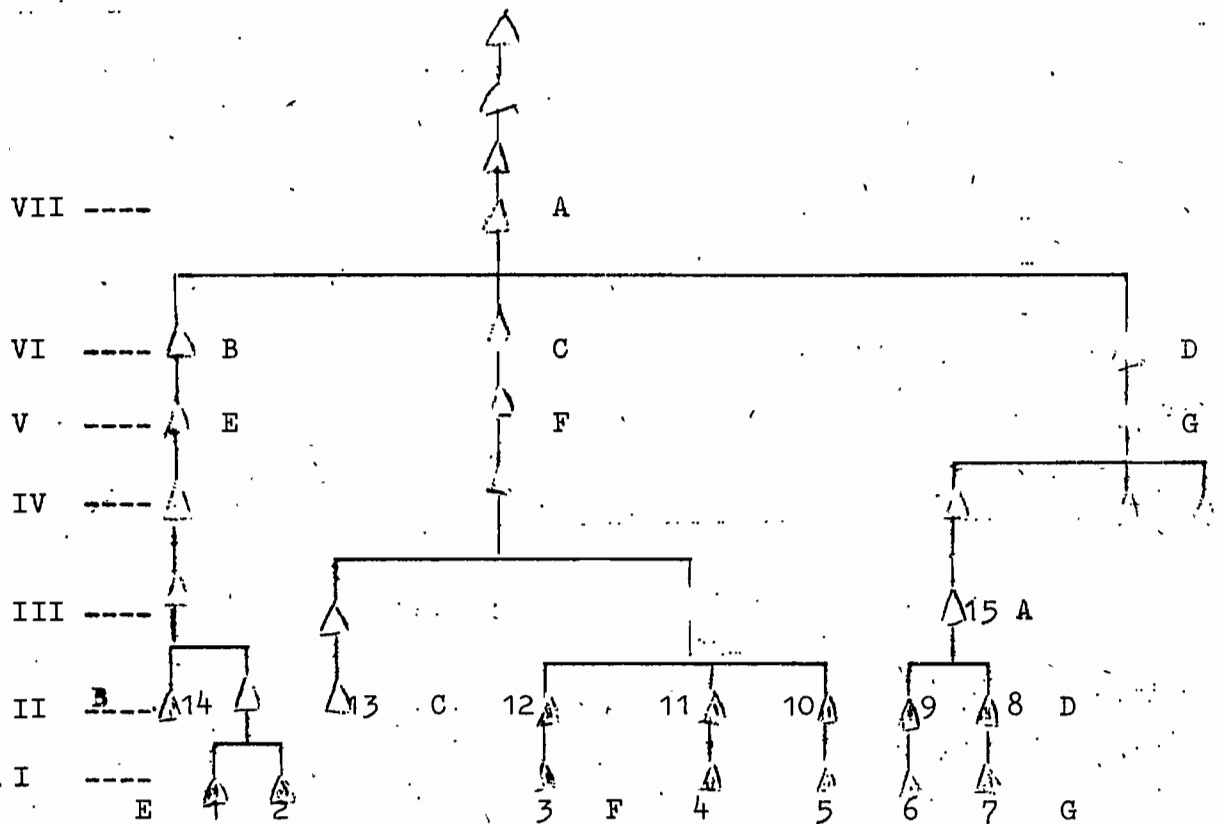 VII ---- A
VI ---- B C D
V ---- E F G
IV ----
III ---- 15 A
II B ---- 14 13 C 12 11 10 9 8 D
I ----
E 1 2 3 F 4 5 6 7 G